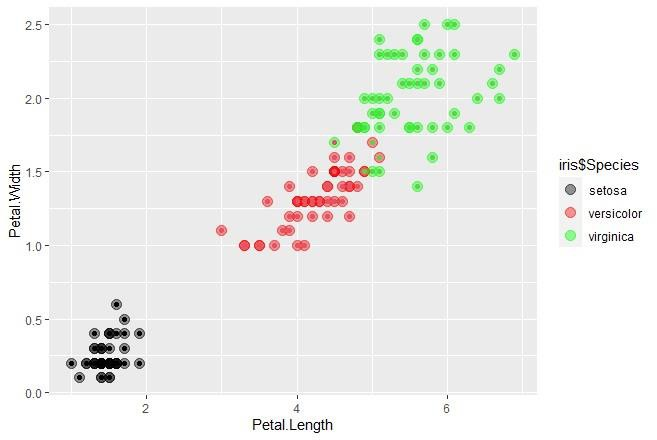 2.5
2.0
1.5
1.0
0.5
0.0
Petal.Width
2 4 6
Petal.Length
iris$Species
setosa
versicolor
virginica